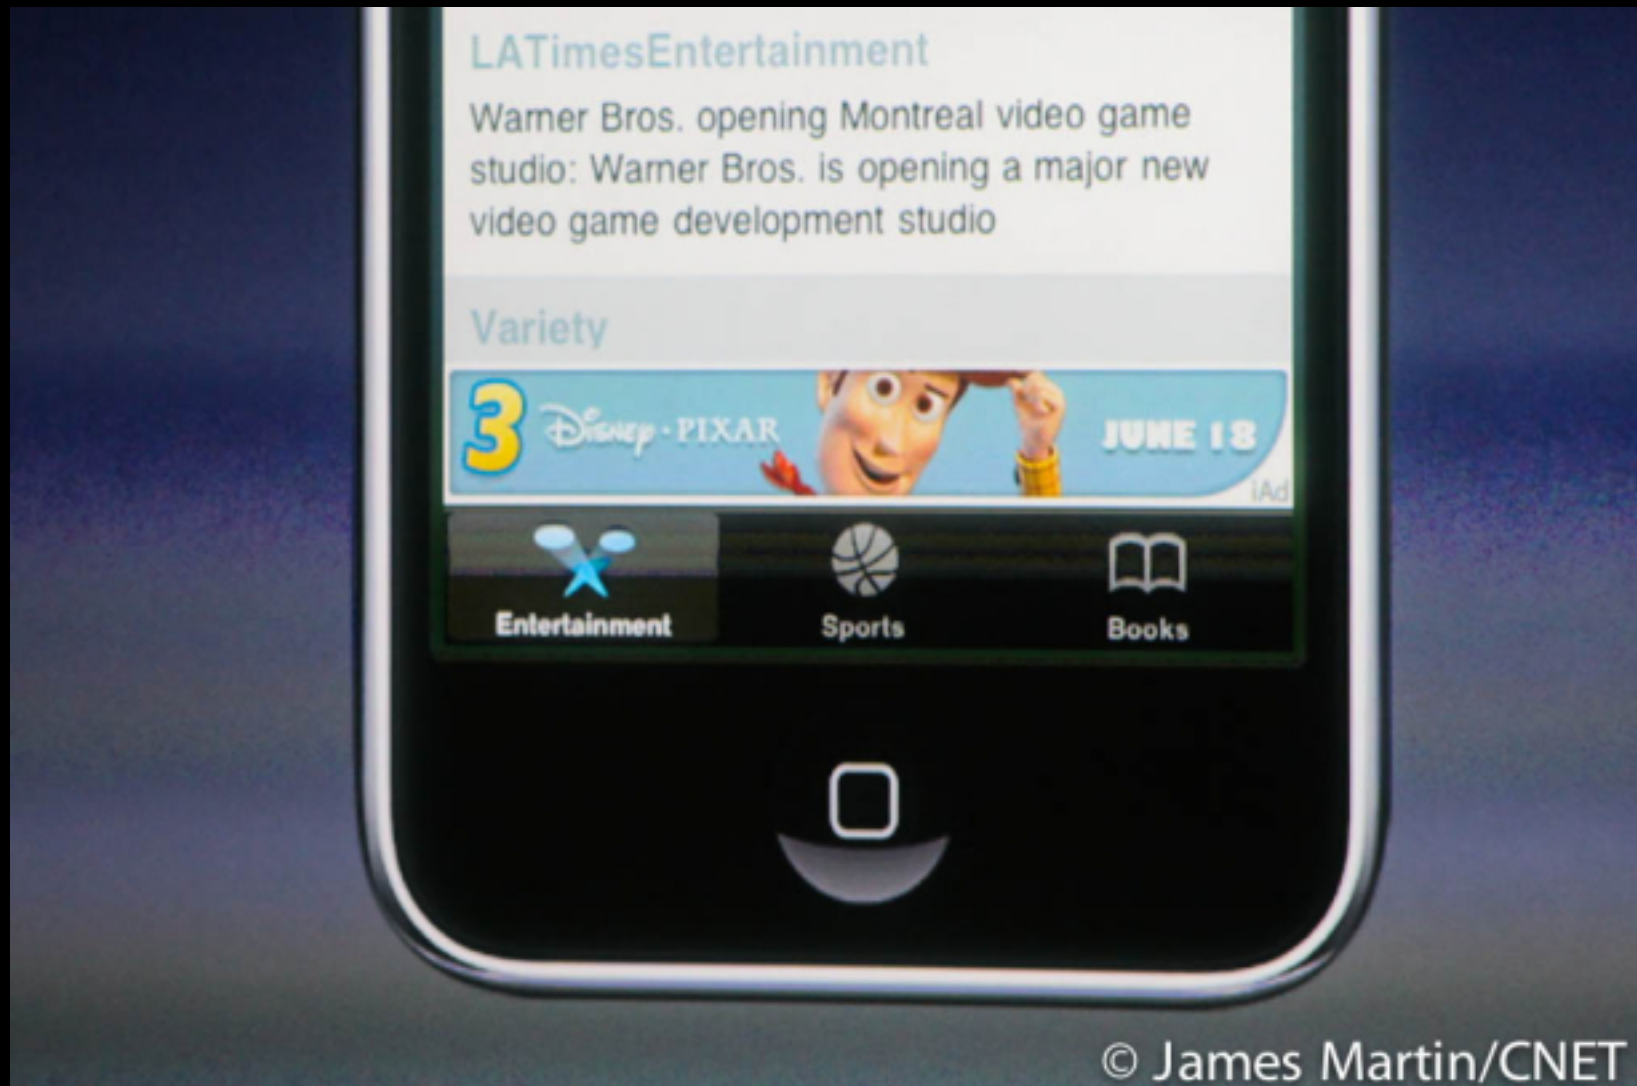 LATimesEntertainment
Warner Bros. opening Montreal video game
studio: Warner Bros. is opening a major new
video game development studio
Variety
3 Disney · PIXAR JUNE 18
iAd
Entertainment Sports Books
© James Martin/CNET